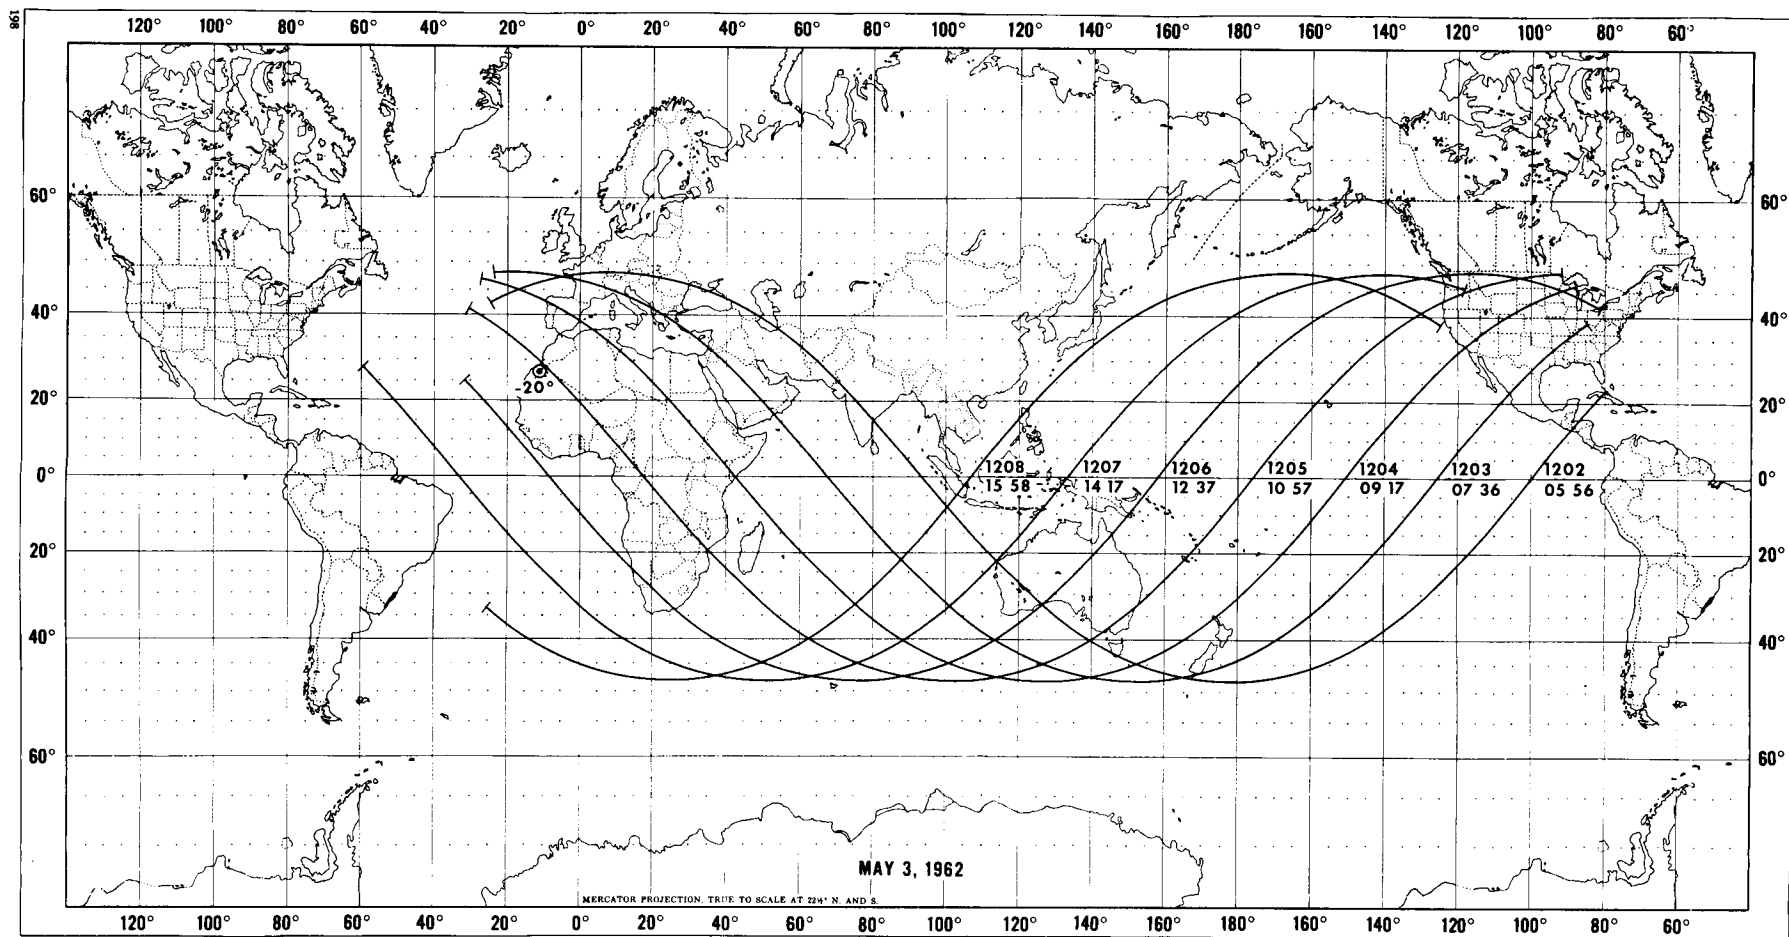 198
120° 100° 80° 60° 40° 20° 0° 20° 40° 60° 80° 100° 120° 140° 160° 180° 160° 140° 120° 100° 80° 60°
60° 60°
40° 40°
-20°
20° 20°
0° 1208 1207 1206 1205 1204 1203 1202 0°
15 58 14 17 12 37 10 57 09 17 07 36 05 56
20° 20°
40° 40°
60° 60°
MAY 3, 1962
MERCATOR PROJECTION, TRUE TO SCALE AT 22½° N. AND S.
120° 100° 80° 60° 40° 20° 0° 20° 40° 60° 80° 100° 120° 140° 160° 180° 160° 140° 120° 100° 80° 60°